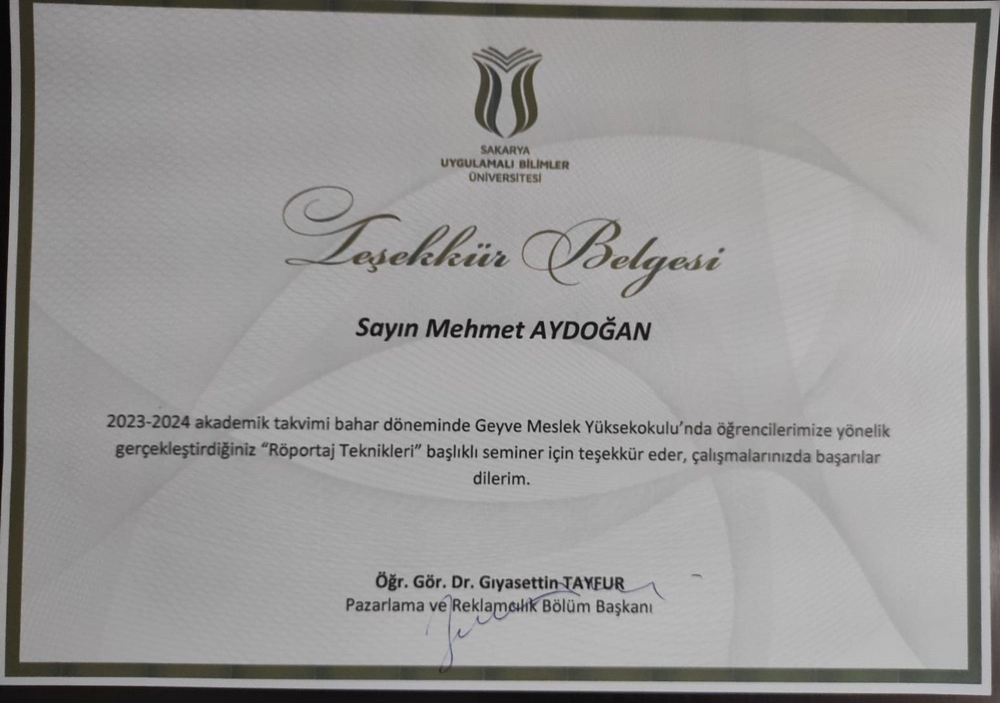 SAKARYA
UYGULAMALI BİLİMLER
ÜNİVERSİTESİ
Teşekkür Belgesi
Sayın Mehmet AYDOĞAN
2023-2024 akademik takvimi bahar döneminde Geyve Meslek Yüksekokulu’nda öğrencilerimize yönelik
gerçekleştirdiğiniz “Röportaj Teknikleri” başlıklı seminer için teşekkür eder, çalışmalarınızda başarılar
dilerim.
Öğr. Gör. Dr. Gıyasettin TAYFUR
Pazarlama ve Reklamcılık Bölüm Başkanı